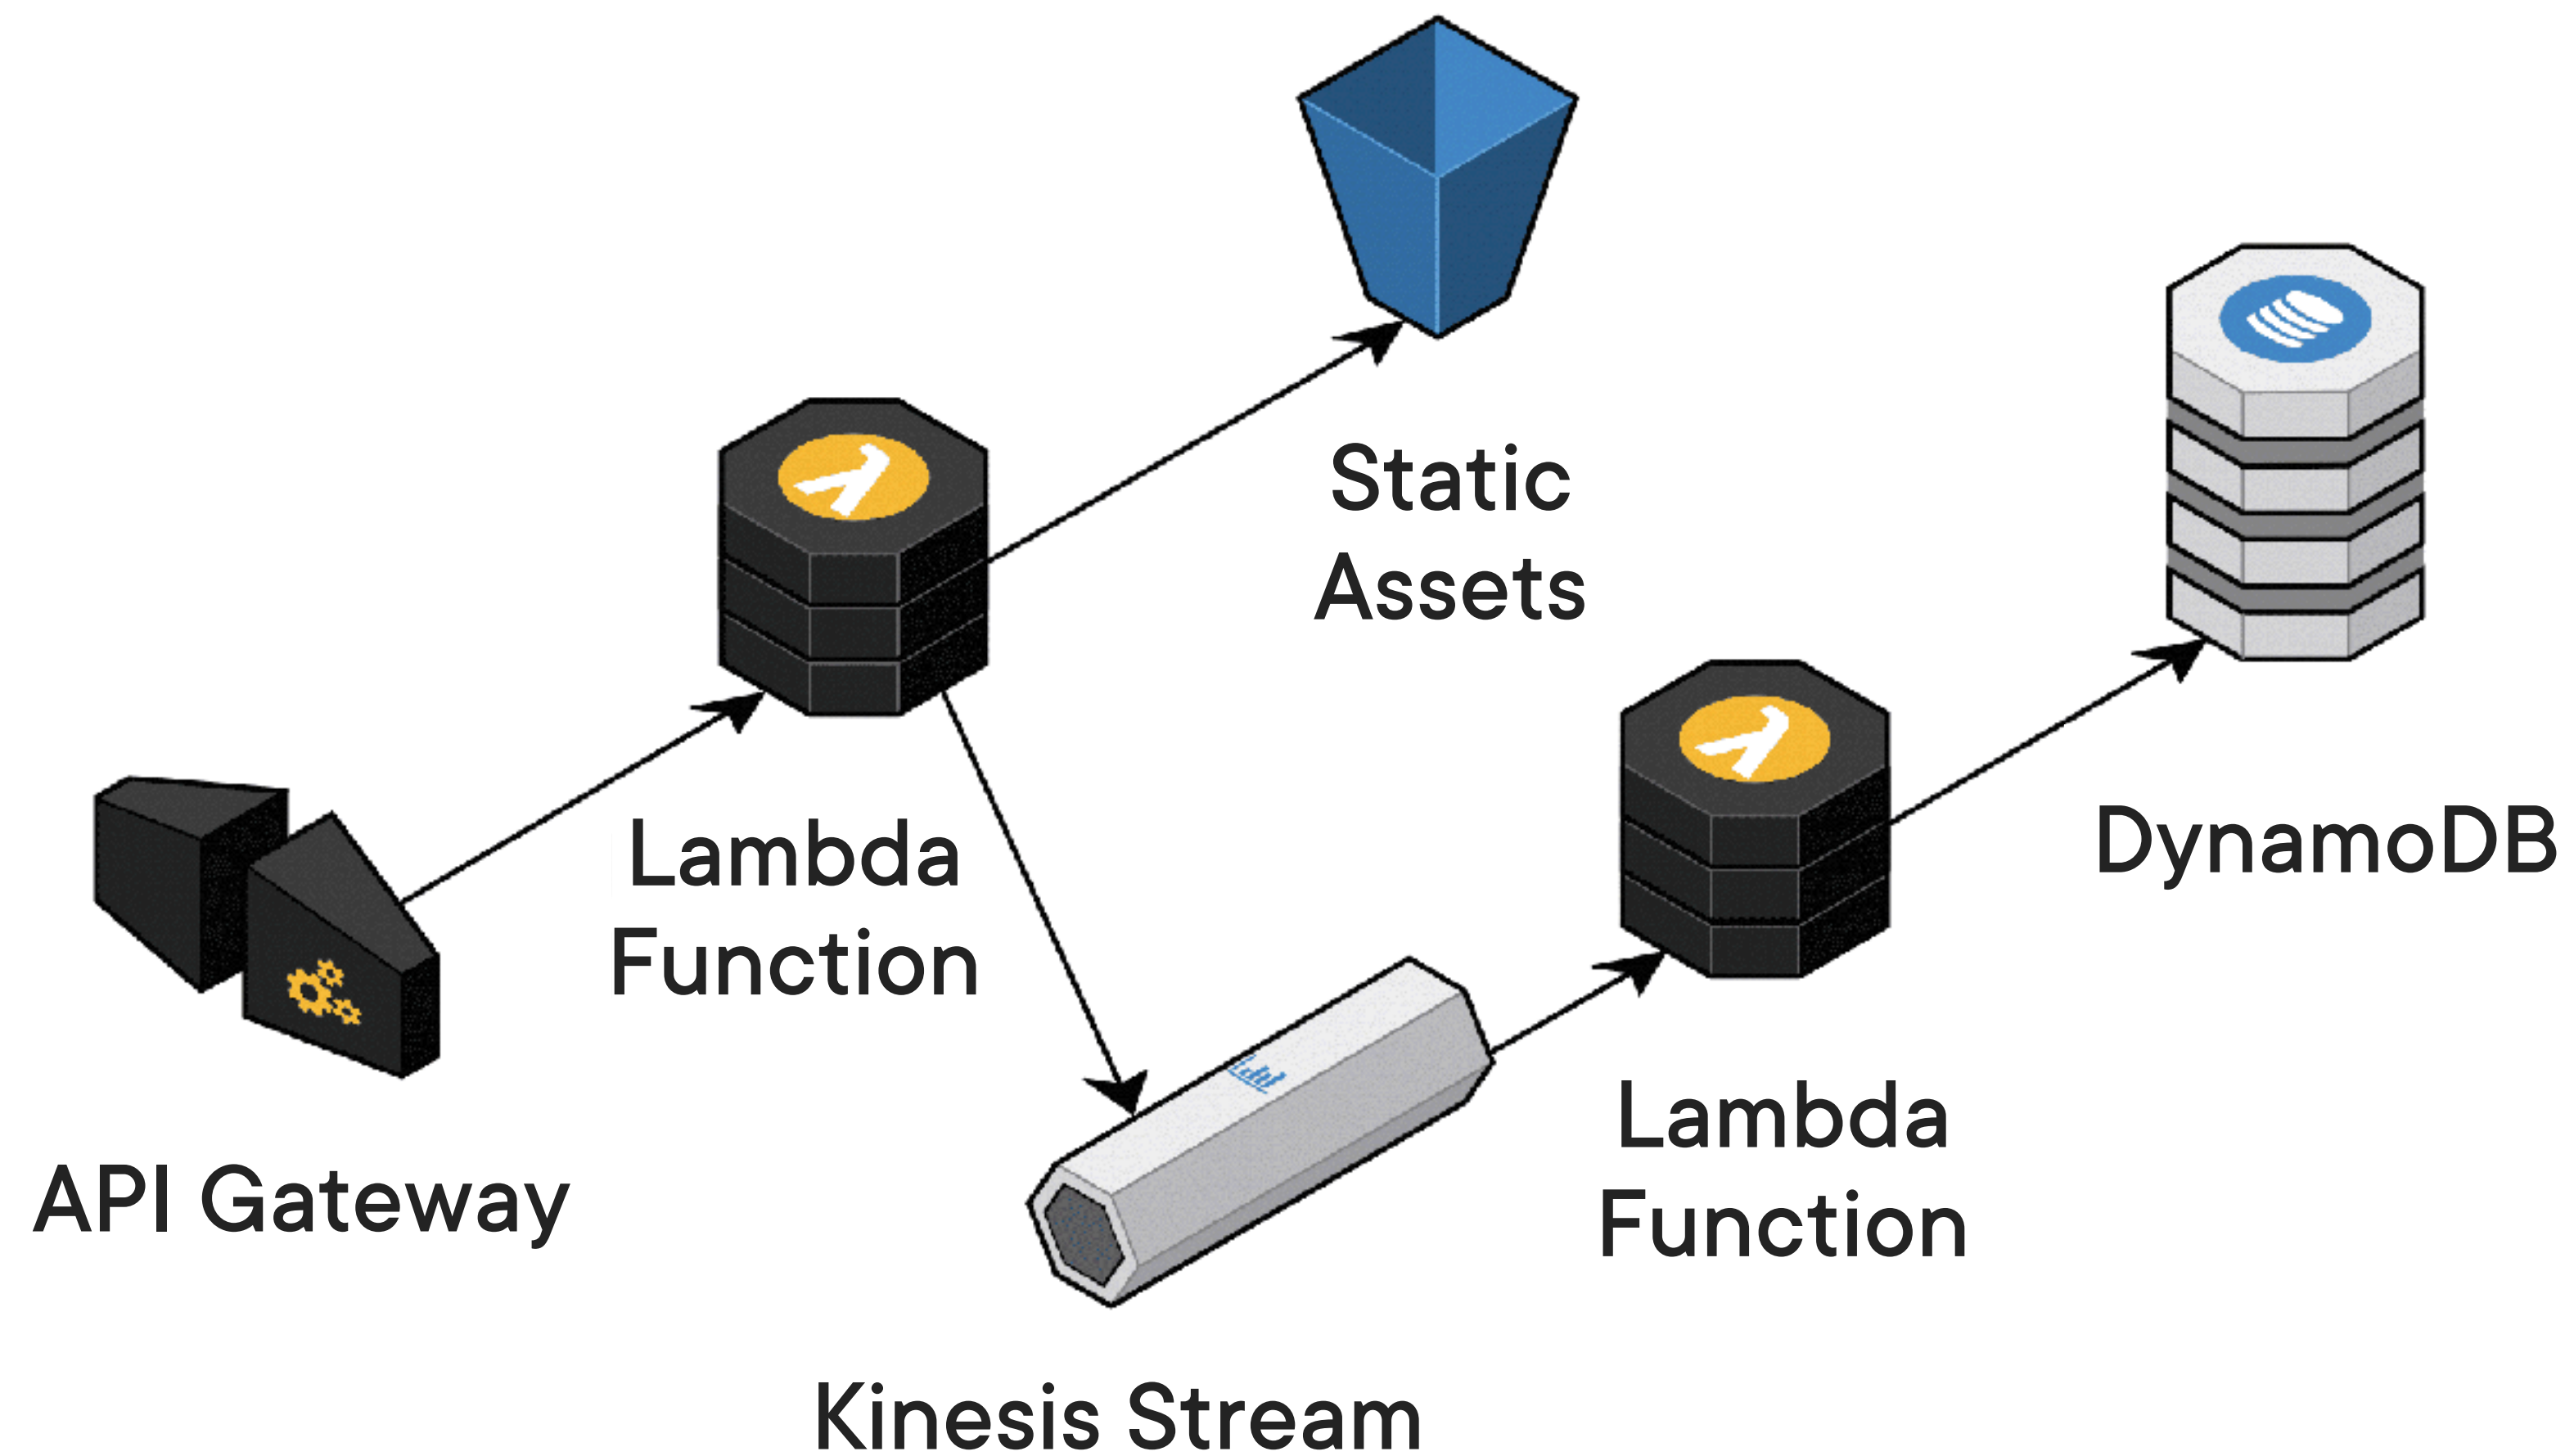 Static
Assets
DynamoDB
Lambda
Function
API Gateway
Lambda
Function
Kinesis Stream